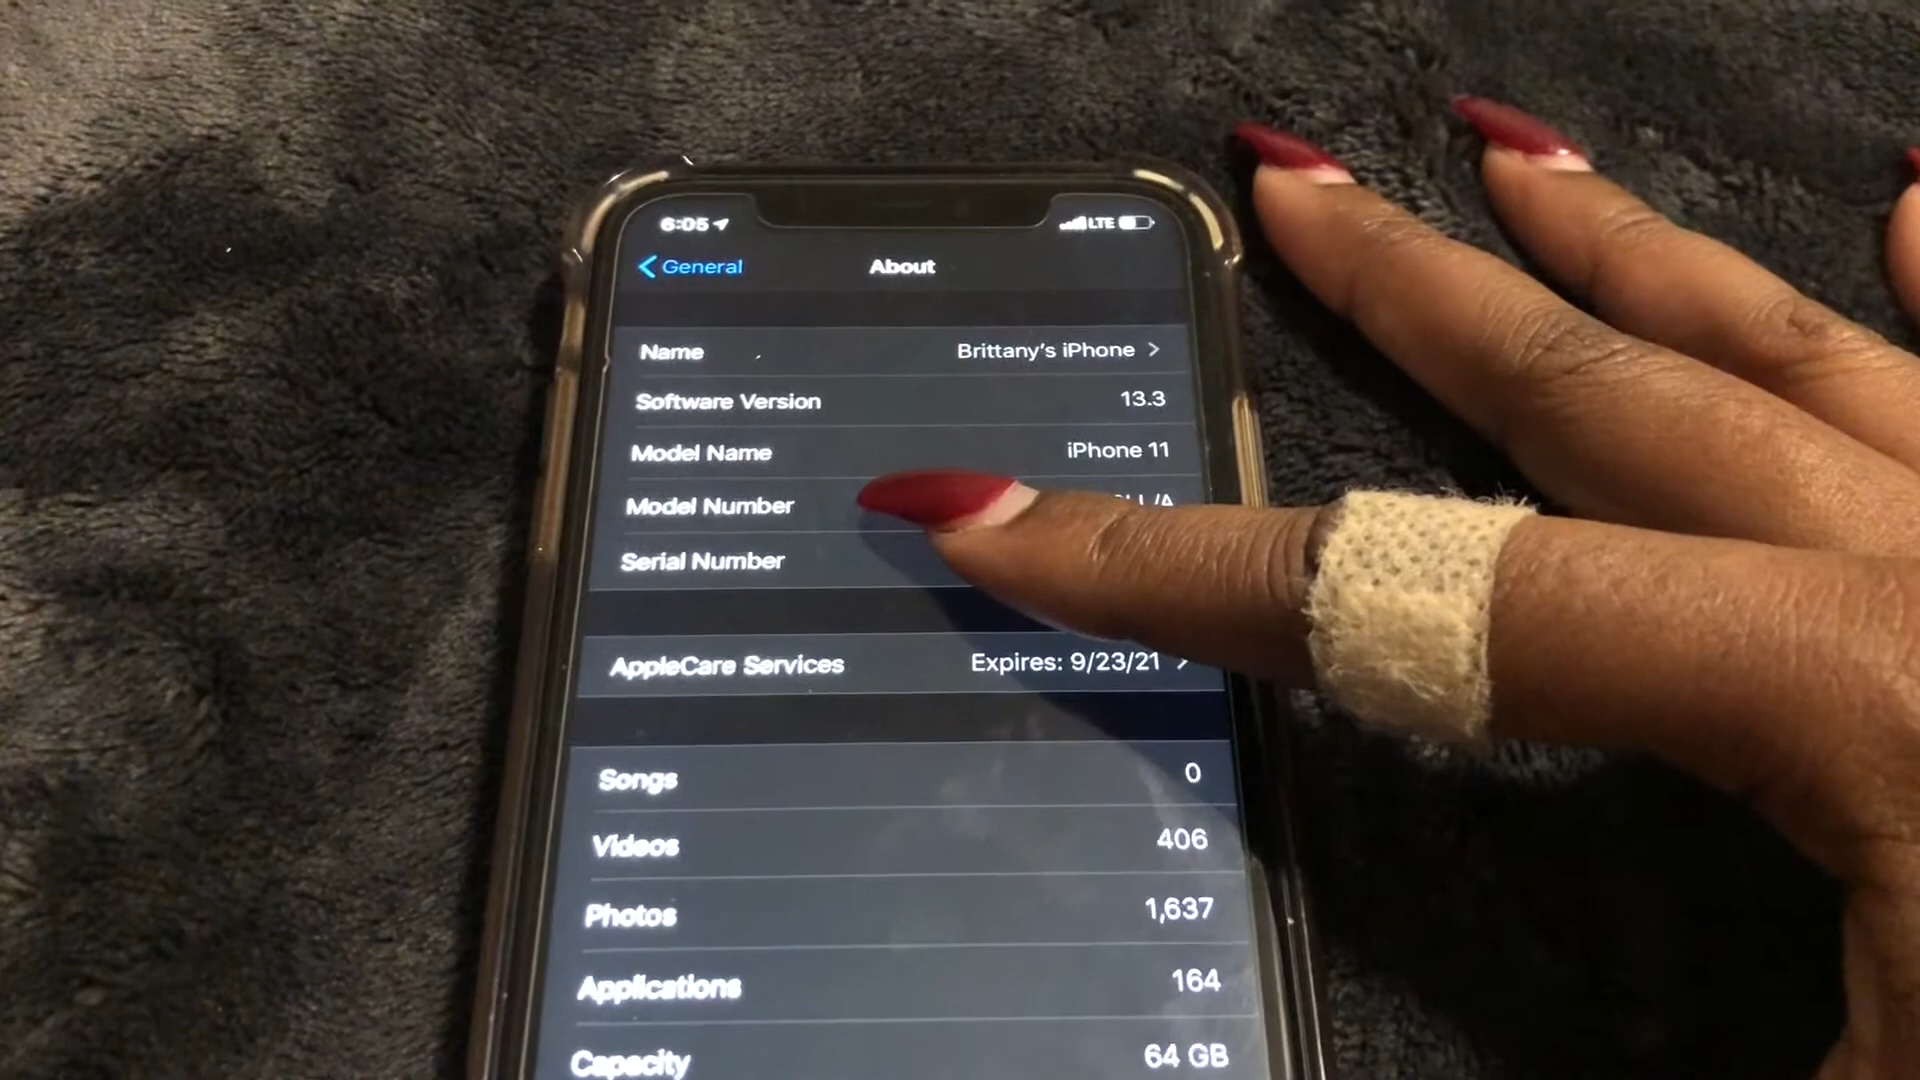 6:05 LTE
General About
Name Brittany's iPhone
Software Version 13.3
Model Name iPhone 11
Model Number LL/A
Serial Number
AppleCare Services Expires: 9/23/21
Songs 0
Videos 406
Photos 1,637
Applications 164
Capacity 64 GB